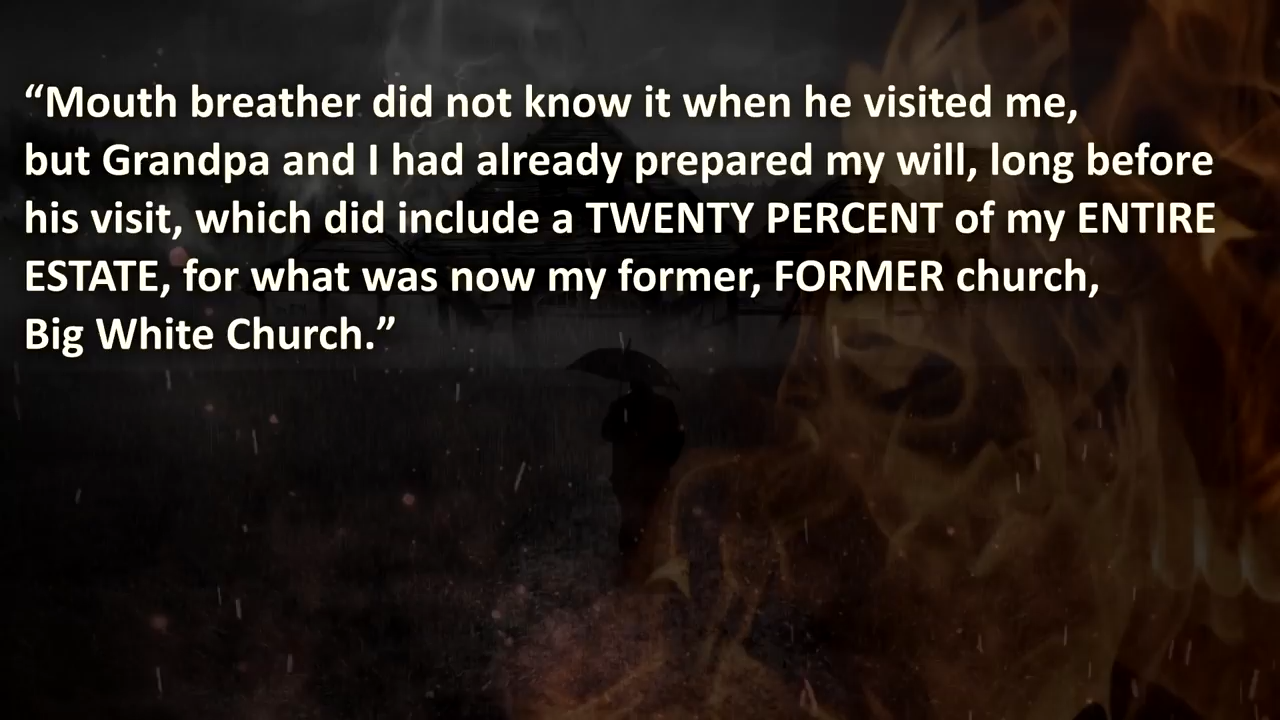 “Mouth breather did not know it when he visited me,
but Grandpa and I had already prepared my will, long before
his visit, which did include a TWENTY PERCENT of my ENTIRE
ESTATE, for what was now my former, FORMER church,
Big White Church.”